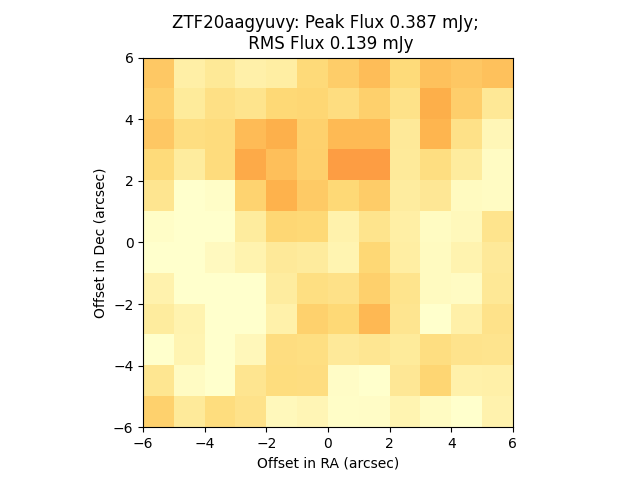 ZTF20aagyuvy: Peak Flux 0.387 mJy;
RMS Flux 0.139 mJy
6
4
2
0
−2
−4
−6
Offset in Dec (arcsec)
−6 −4 −2 0 2 4 6
Offset in RA (arcsec)